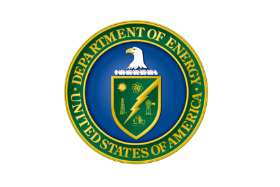 DEPARTMENT OF ENERGY
UNITED STATES OF AMERICA